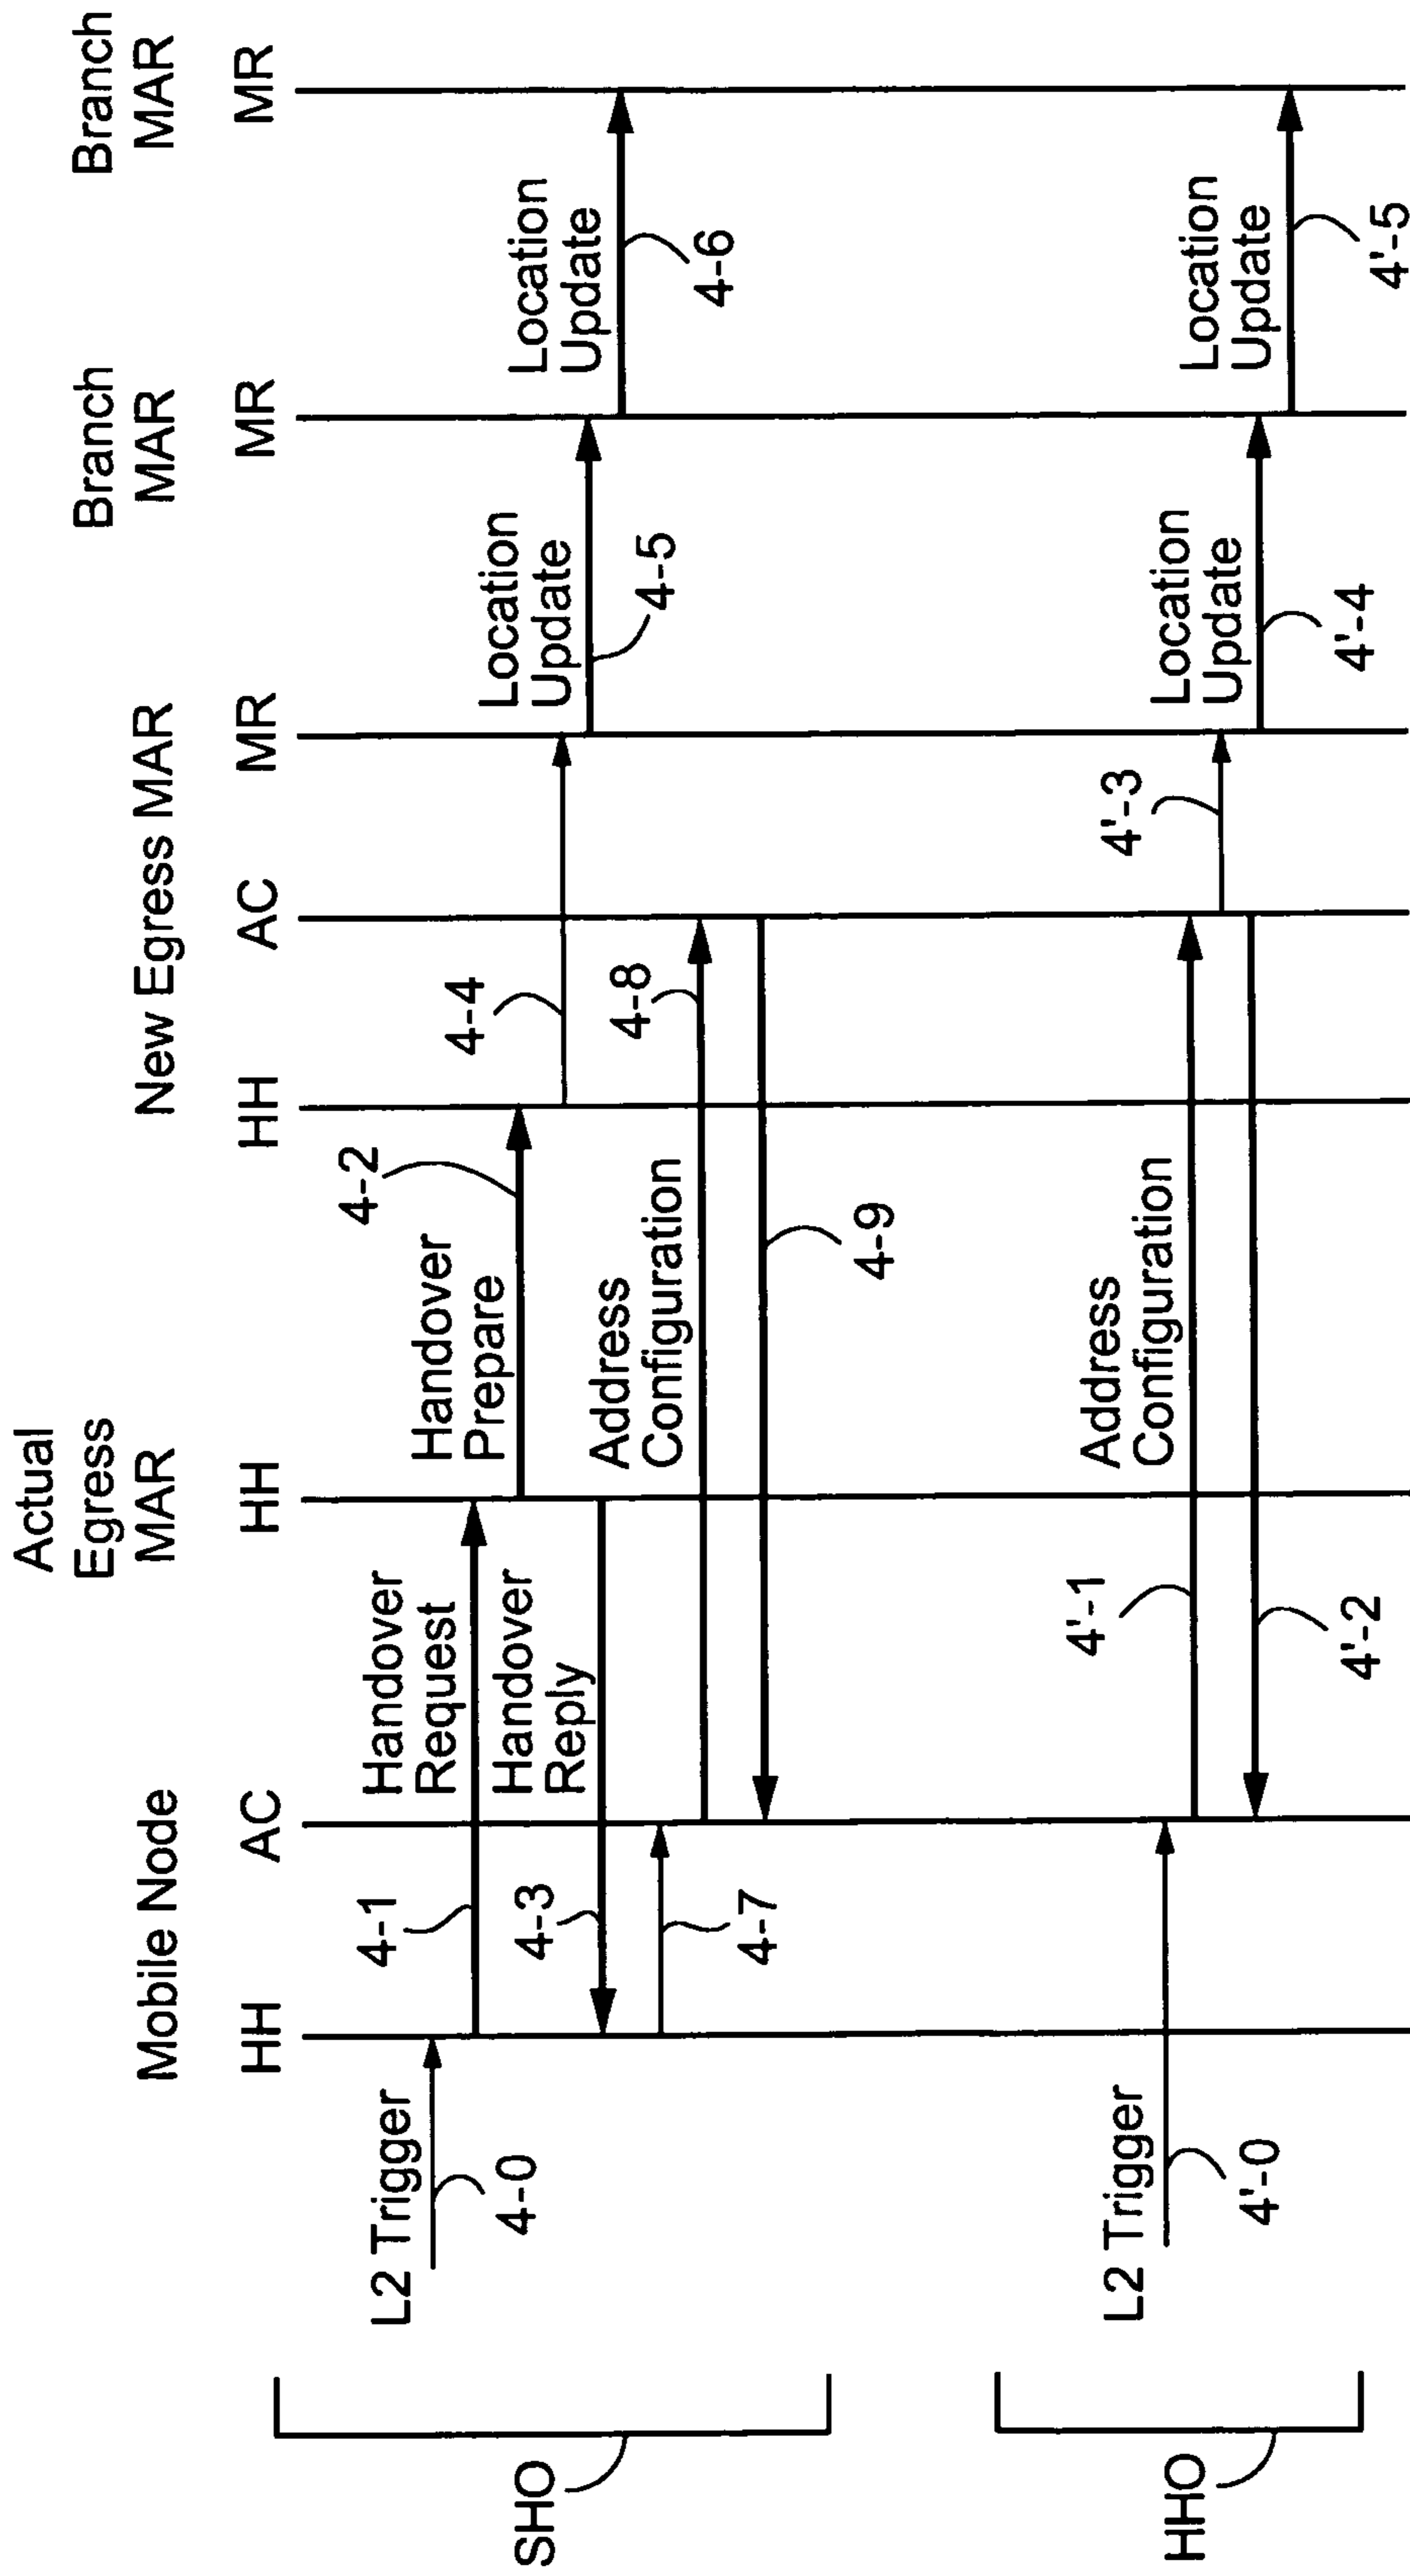 Mobile Node
Actual
Egress
MAR
New Egress MAR
Branch
MAR
Branch
MAR
HH
AC
HH
HH
AC
MR
MR
MR
SHO
L2 Trigger
4-0
4-1
Handover
Request
4-2
Handover
Prepare
4-3
Handover
Reply
4-4
Location
Update
4-5
Location
Update
4-6
4-7
Address
Configuration
4-8
4-9
HHO
L2 Trigger
4'-0
4'-1
Address
Configuration
4'-2
4'-3
Location
Update
4'-4
Location
Update
4'-5